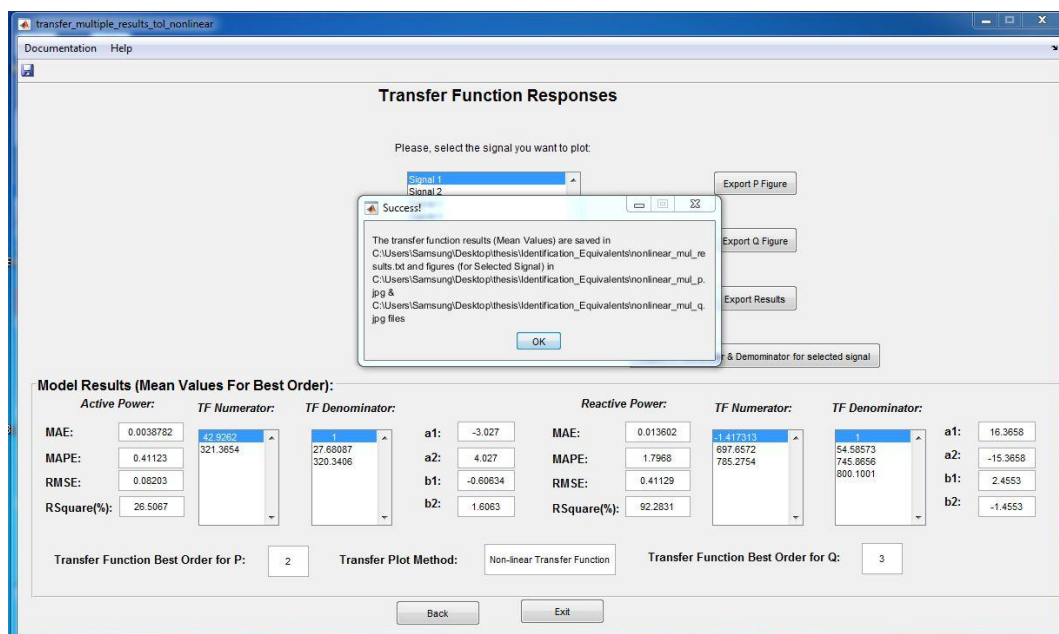 transfer_multiple_results_tol_nonlinear
Documentation Help
Transfer Function Responses
Please, select the signal you want to plot:
Signal 1
Signal 2
Export P Figure
Export Q Figure
Export Results
& Demominator for selected signal
Success!
The transfer function results (Mean Values) are saved in
C:\Users\Samsung\Desktop\thesis\Identification_Equivalents\nonlinear_mul_re
sults.txt and figures (for Selected Signal) in
C:\Users\Samsung\Desktop\thesis\Identification_Equivalents\nonlinear_mul_p.
jpg &
C:\Users\Samsung\Desktop\thesis\Identification_Equivalents\nonlinear_mul_q.
jpg files
OK
Model Results (Mean Values For Best Order):
Active Power: TF Numerator: TF Denominator: Reactive Power: TF Numerator: TF Denominator:
MAE: 0.0038782 42.9262 1 a1: -3.027 MAE: 0.013602 -1.417313 1 a1: 16.3658
321.3654 27.68087 697.6572 54.58573
MAPE: 0.41123 320.3406 a2: 4.027 MAPE: 1.7968 785.2754 745.8656 a2: -15.3658
800.1001
RMSE: 0.08203 b1: -0.60634 RMSE: 0.41129 b1: 2.4553
RSquare(%): 26.5067 b2: 1.6063 RSquare(%): 92.2831 b2: -1.4553
Transfer Function Best Order for P: 2 Transfer Plot Method: Non-linear Transfer Function Transfer Function Best Order for Q: 3
Back Exit